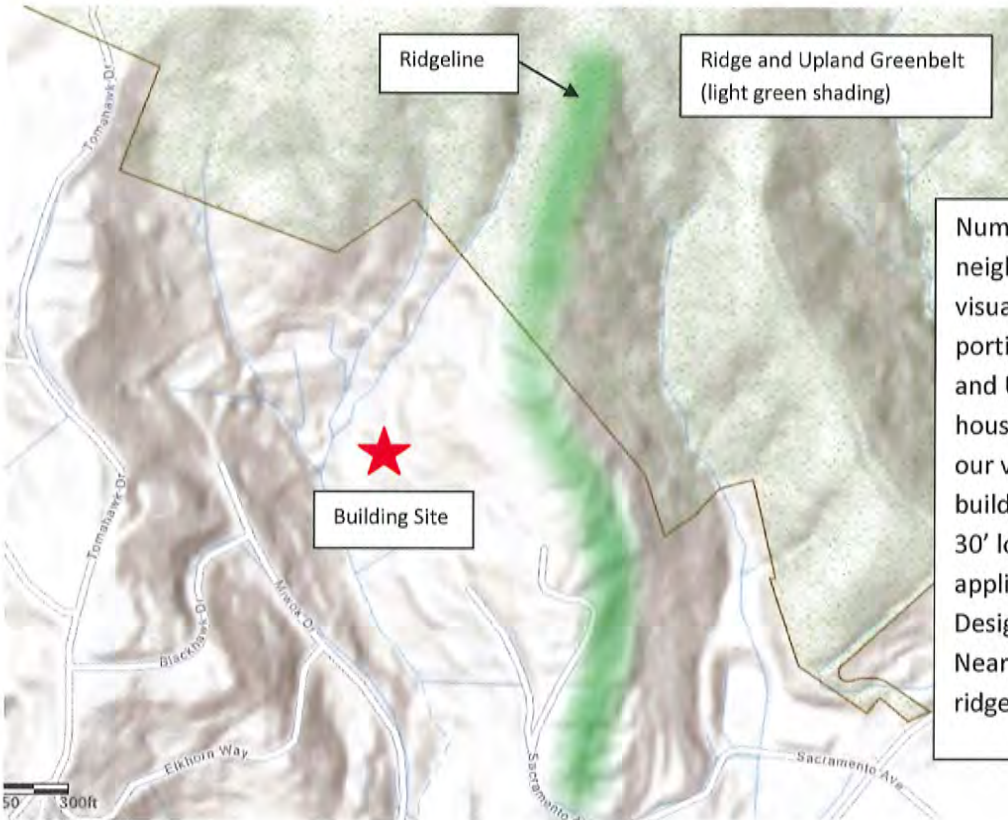 Ridgeline
Ridge and Upland Greenbelt
(light green shading)
Tomahawk Dr
Building Site
Tomahawk Dr
Blackhawk Dr
Miwok Dr
Elkhorn Way
Sacramento
Sacramento Ave
50 300ft
Num
neigh
visua
porti
and U
hous
our v
build
30' lo
appli
Desig
Near
ridge